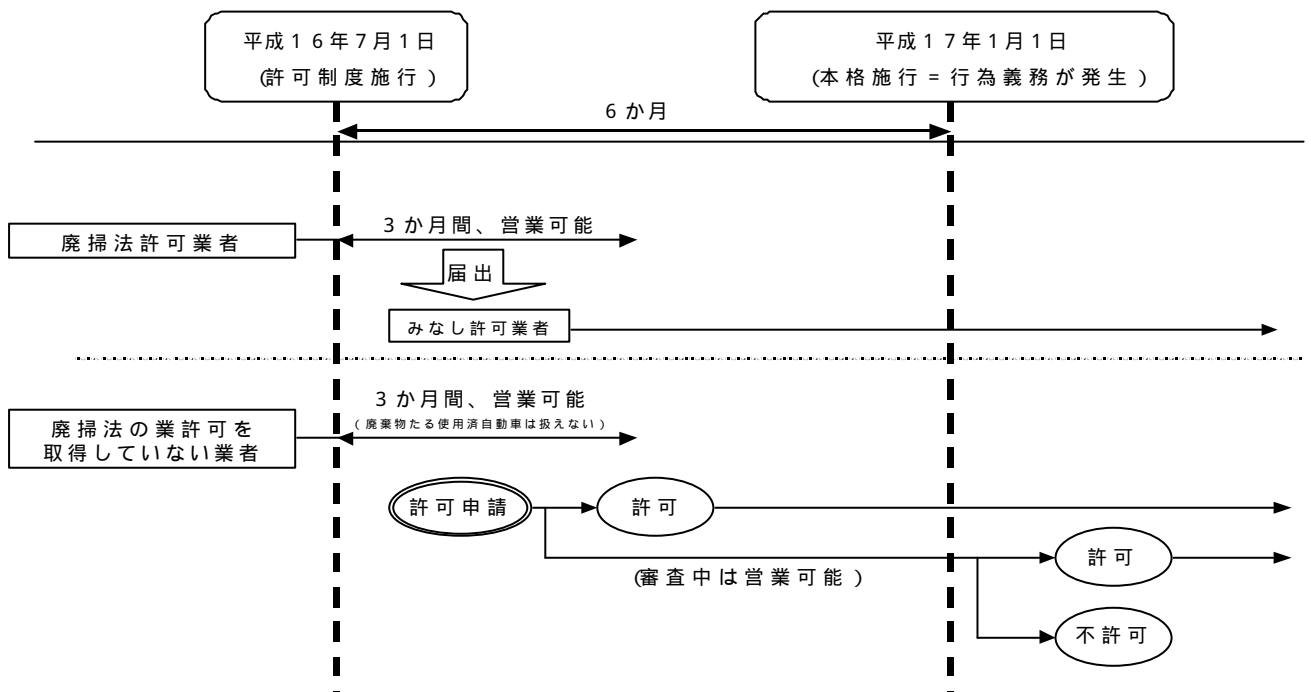 平成16年7月1日
(許可制度施行)
平成17年1月1日
(本格施行=行為義務が発生)
6か月
廃掃法許可業者
3か月間、営業可能
届出
みなし許可業者
3か月間、営業可能
(廃棄物たる使用済自動車は扱えない)
廃掃法の業許可を
取得していない業者
許可申請
許可
許可
(審査中は営業可能)
不許可